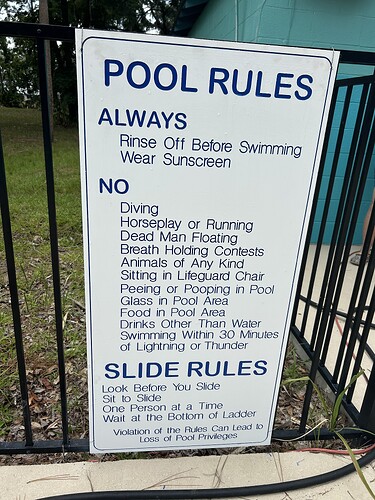 POOL RULES
ALWAYS
Rinse Off Before Swimming
Wear Sunscreen
NO
Diving
Horseplay or Running
Dead Man Floating
Breath Holding Contests
Animals of Any Kind
Sitting in Lifeguard Chair
Peeing or Pooping in Pool
Glass in Pool Area
Food in Pool Area
Drinks Other Than Water
Swimming Within 30 Minutes
of Lightning or Thunder
SLIDE RULES
Look Before You Slide
Sit to Slide
One Person at a Time
Wait at the Bottom of Ladder
Violation of the Rules Can Lead to
Loss of Pool Privileges